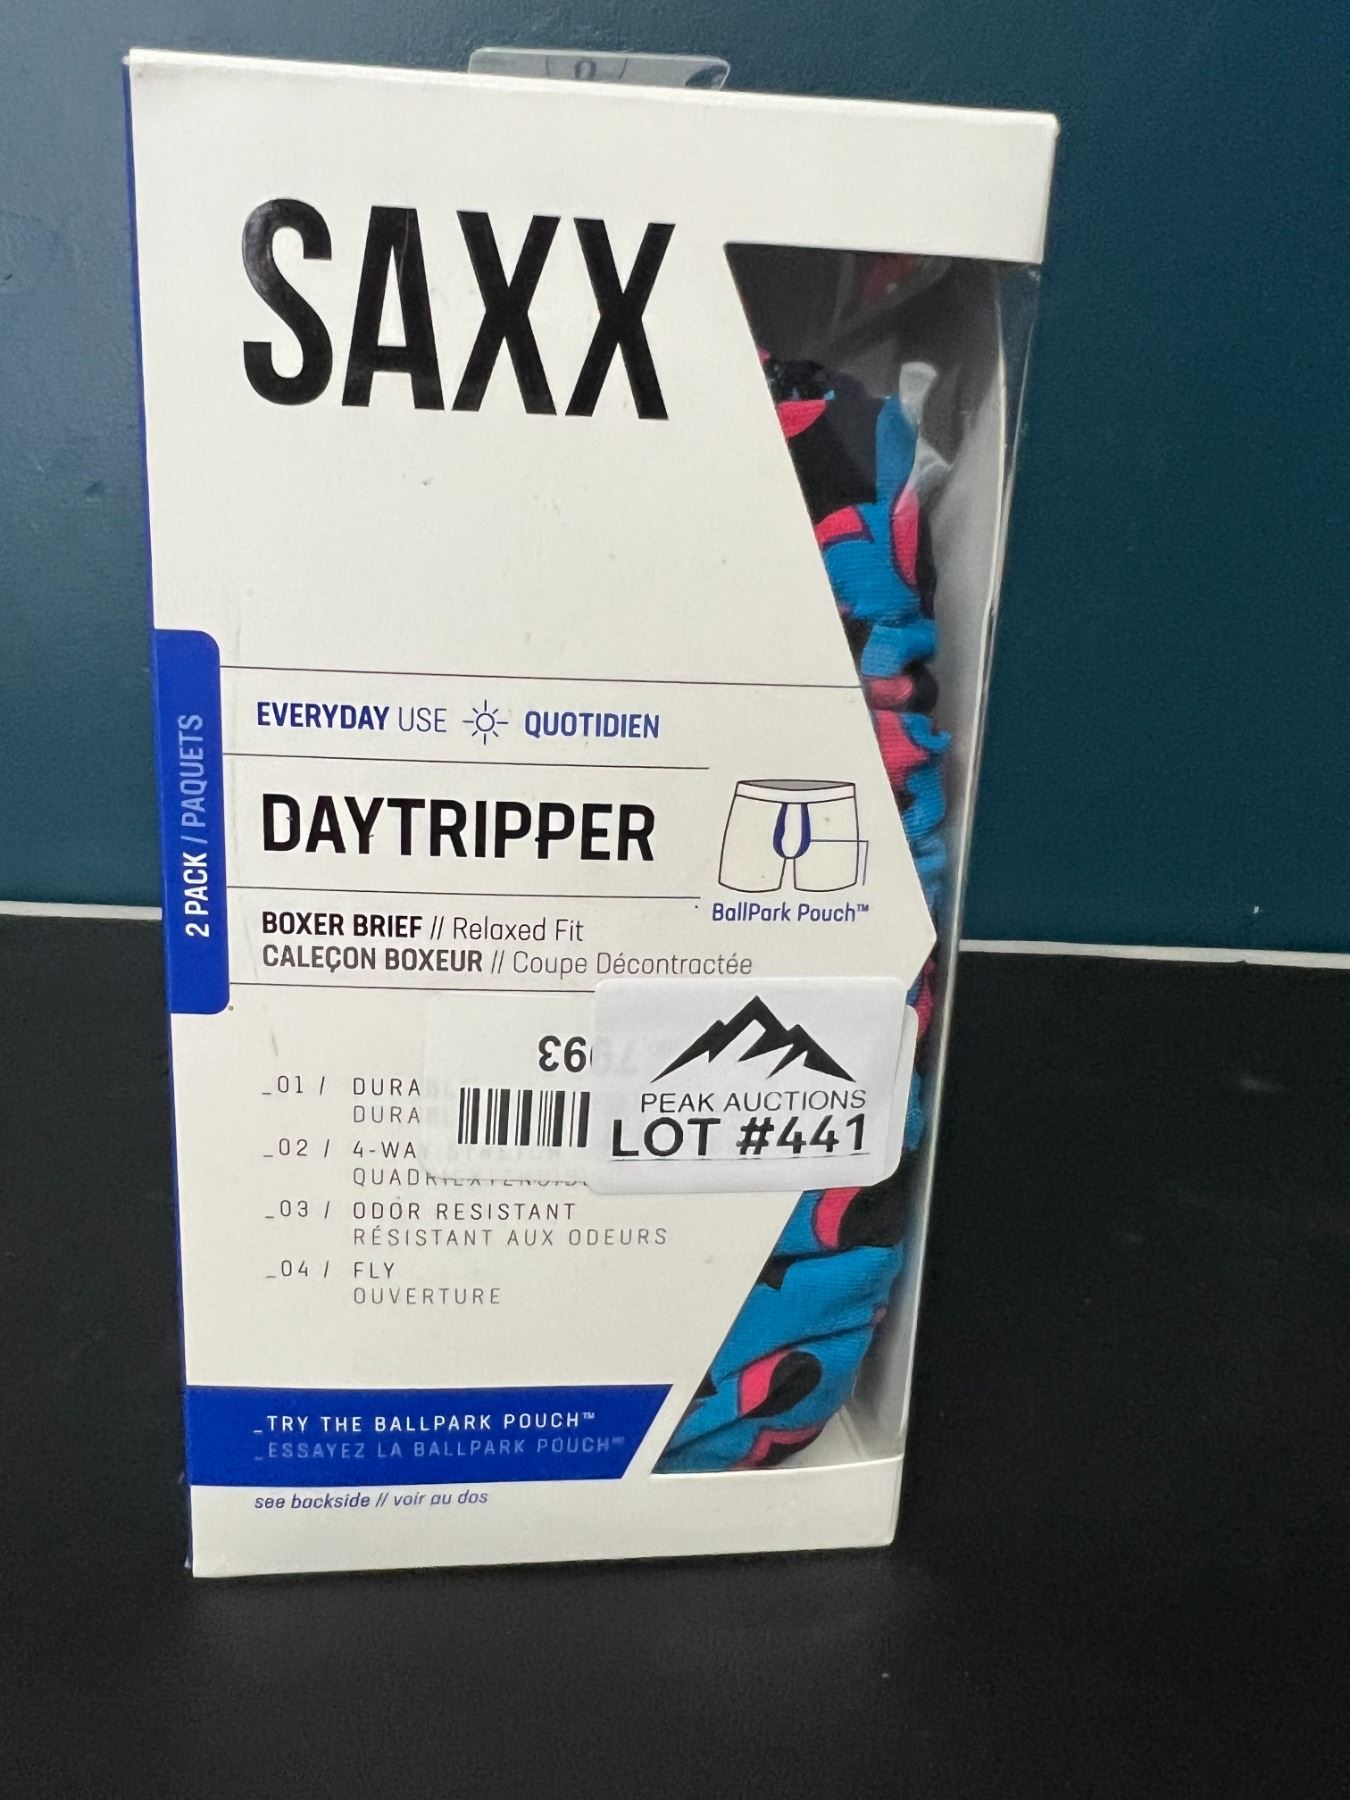 SAXX
EVERYDAY USE QUOTIDIEN
DAYTRIPPER
BallPark Pouch™
2 PACK / PAQUETS
BOXER BRIEF // Relaxed Fit
CALEÇON BOXEUR // Coupe Décontractée
PEAK AUCTIONS
LOT #441
_01 / DURA
DURA
_02 / 4-WA
_03 / ODOR RESISTANT
RÉSISTANT AUX ODEURS
_04 / FLY
OUVERTURE
_TRY THE BALLPARK POUCH™
_ESSAYEZ LA BALLPARK POUCH
see backside // voir au dos